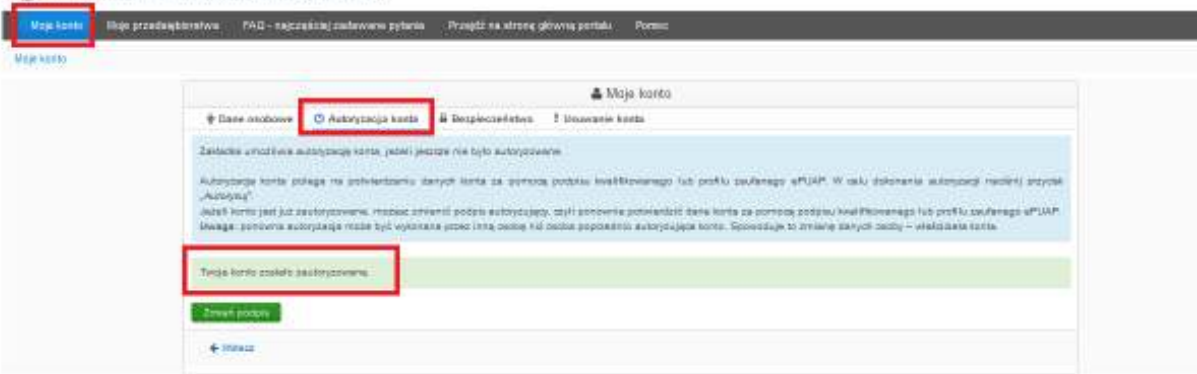 Moje konto Moje przedsiębiorstwa FAQ - najczęściej zadawane pytania Przejdź na stronę główną portalu Pomoc
Moje konto
Moje konto
Dane osobowe Autoryzacja konta Bezpieczeństwo Usuwanie konta
Zakładka umożliwia autoryzację konta, jeżeli jeszcze nie było autoryzowane.
Autoryzacja konta polega na potwierdzeniu danych konta za pomocą podpisu kwalifikowanego lub profilu zaufanego ePUAP. W celu dokonania autoryzacji naciśnij przycisk
„Autoryzuj”.
Jeżeli konto jest już zautoryzowane, możesz zmienić podpis autoryzujący, czyli ponownie potwierdzić dane konta za pomocą podpisu kwalifikowanego lub profilu zaufanego ePUAP.
Uwaga: ponowna autoryzacja może być wykonana przez inną osobę niż osoba poprzednio autoryzująca konto. Spowoduje to zmianę danych osoby – właściciela konta.
Twoje konto zostało zautoryzowane.
Zmień podpis
Wstecz